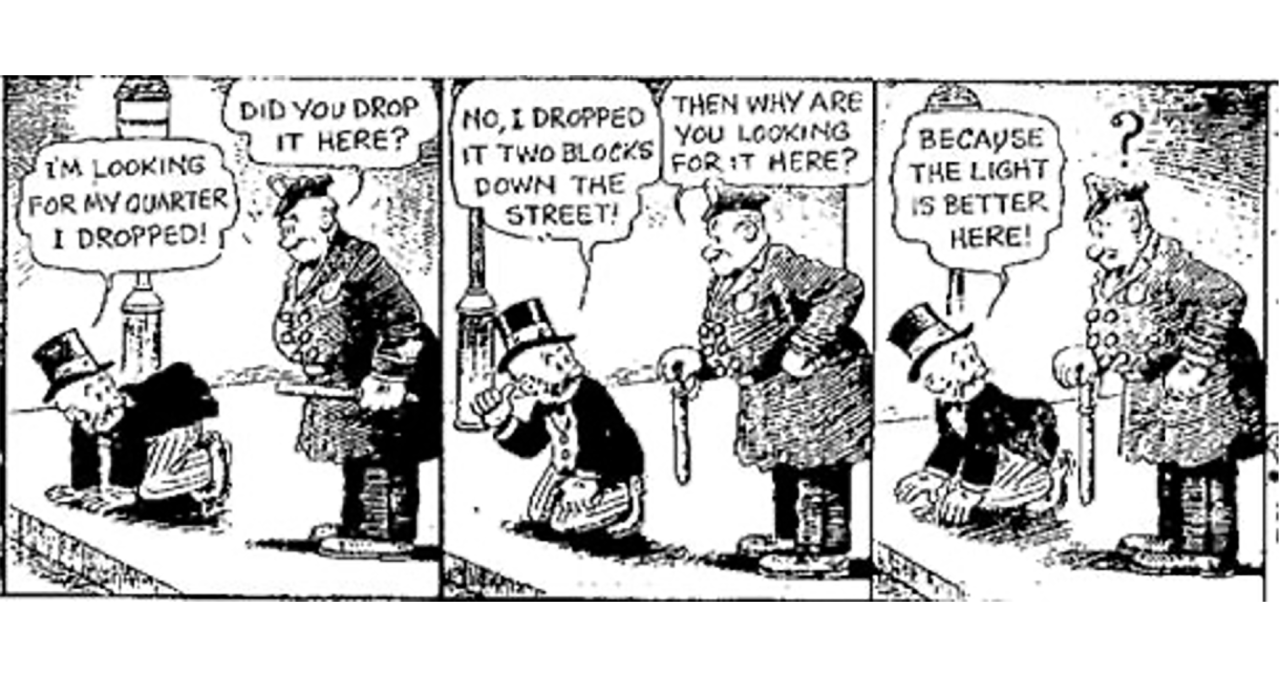 I'M LOOKING
FOR MY QUARTER
I DROPPED!
DID YOU DROP
IT HERE?
NO, I DROPPED
IT TWO BLOCKS
DOWN THE
STREET!
THEN WHY ARE
YOU LOOKING
FOR IT HERE?
BECAUSE
THE LIGHT
IS BETTER
HERE!
?